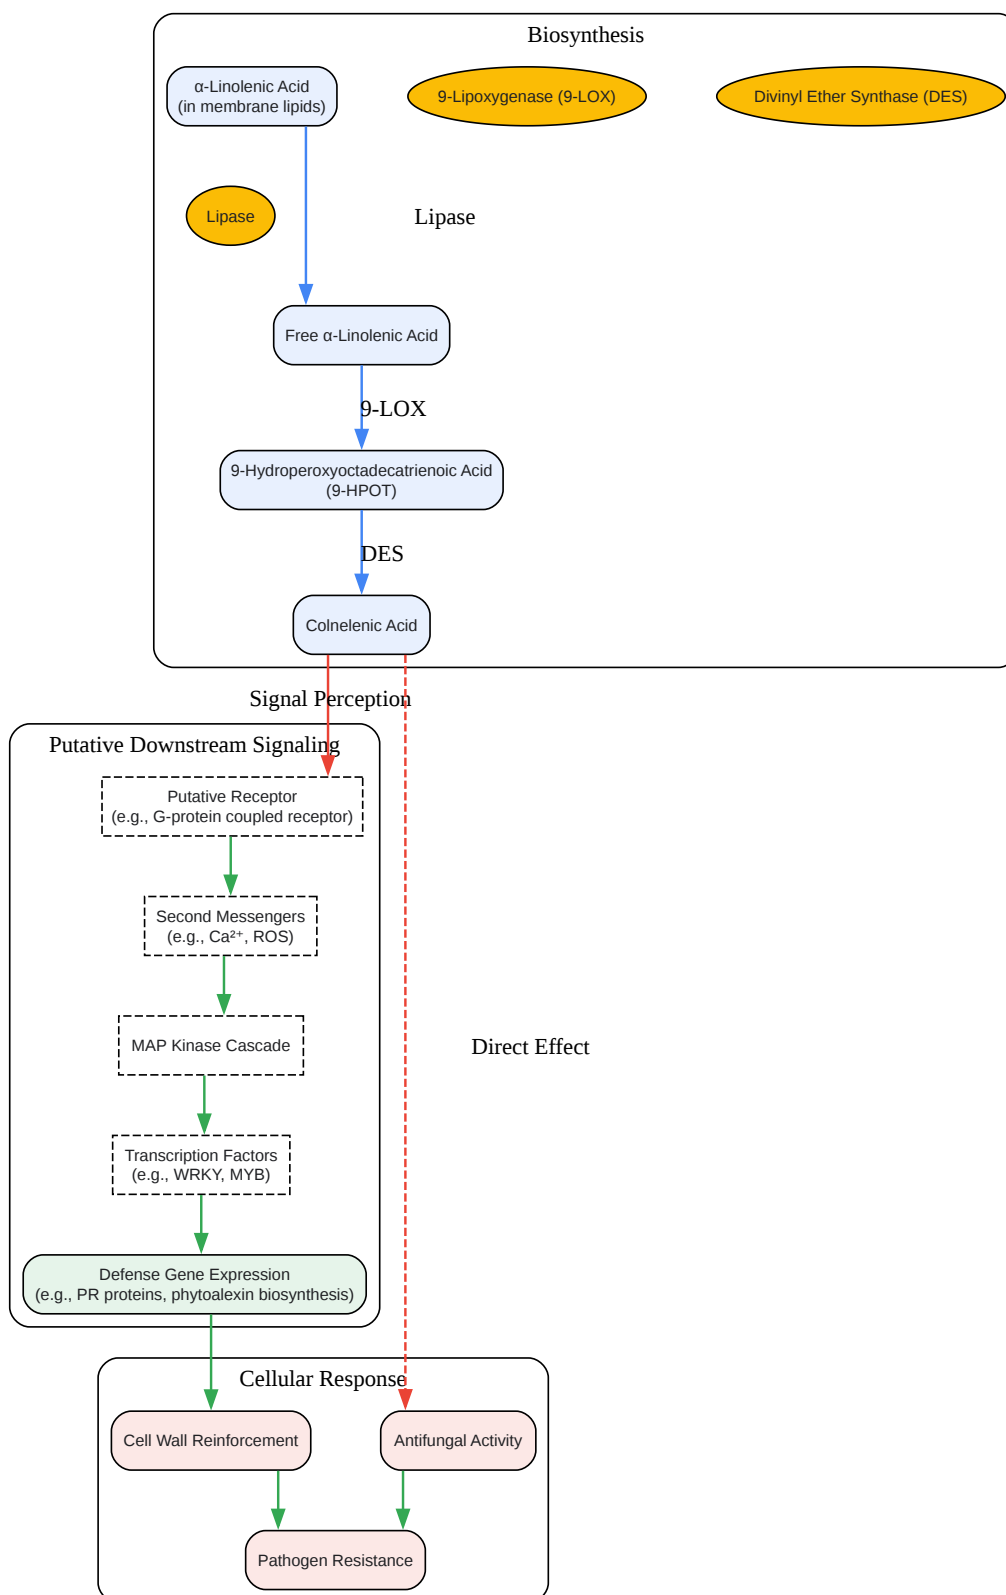 Biosynthesis
α-Linolenic Acid
(in membrane lipids)
9-Lipoxygenase (9-LOX)
Divinyl Ether Synthase (DES)
Lipase
Lipase
Free α-Linolenic Acid
9-LOX
9-Hydroperoxyoctadecatrienoic Acid
(9-HPOT)
DES
Colnelenic Acid
Signal Perception
Putative Downstream Signaling
Putative Receptor
(e.g., G-protein coupled receptor)
Second Messengers
(e.g., Ca²⁺, ROS)
MAP Kinase Cascade
Direct Effect
Transcription Factors
(e.g., WRKY, MYB)
Defense Gene Expression
(e.g., PR proteins, phytoalexin biosynthesis)
Cellular Response
Cell Wall Reinforcement
Antifungal Activity
Pathogen Resistance